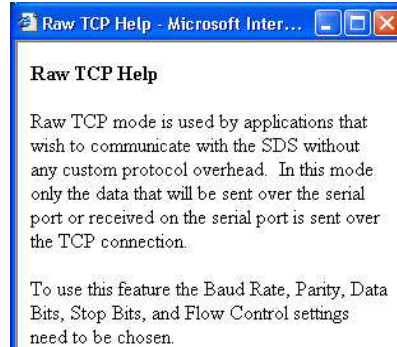 Raw TCP Help - Microsoft Inter...
Raw TCP Help
Raw TCP mode is used by applications that
wish to communicate with the SDS without
any custom protocol overhead.  In this mode
only the data that will be sent over the serial
port or received on the serial port is sent over
the TCP connection.
To use this feature the Baud Rate, Parity, Data
Bits, Stop Bits, and Flow Control settings
need to be chosen.